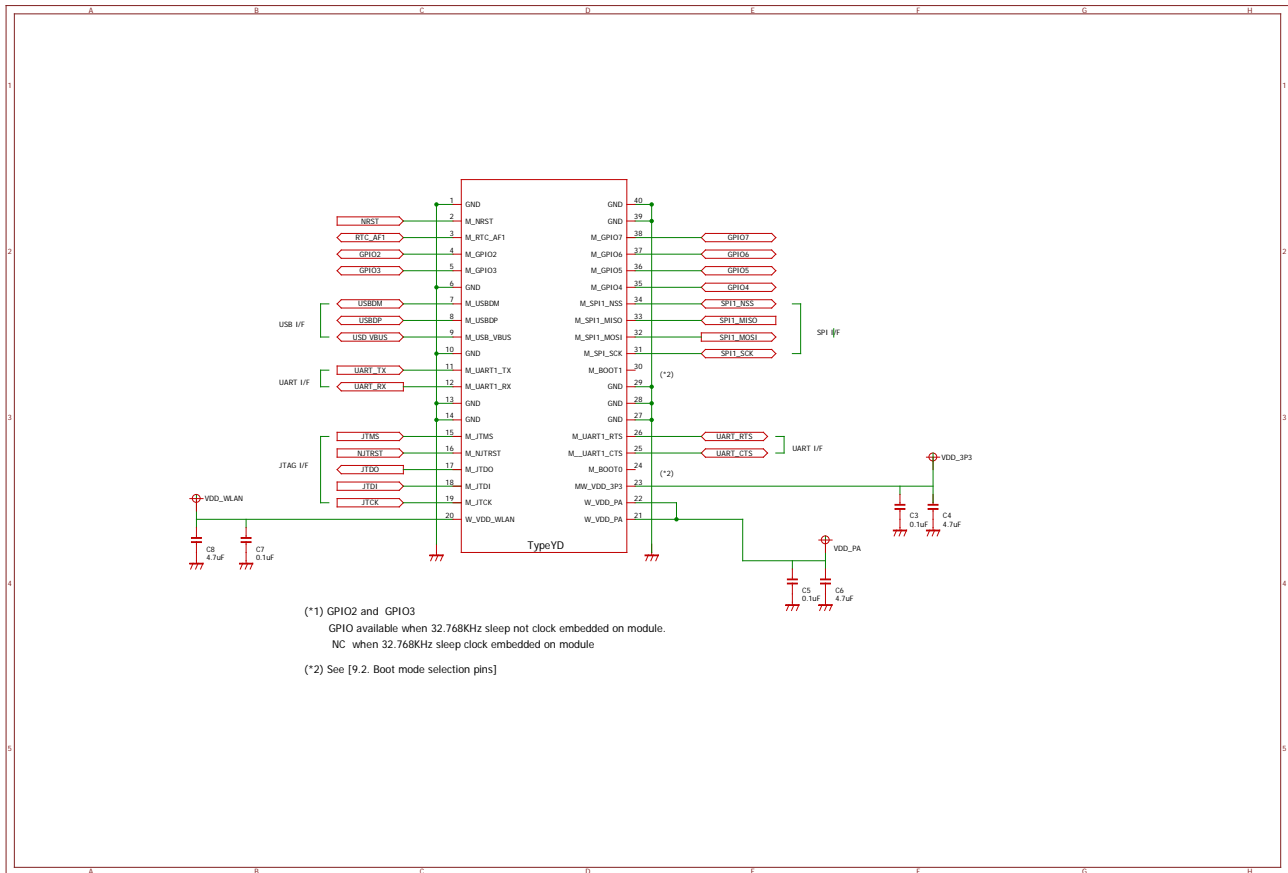 A B C D E F G H
1 1
1 GND GND 40
NRST 2 M_NRST GND 39
RTC_AF1 3 M_RTC_AF1 M_GPIO7 38 GPIO7
2 2
GPIO2 4 M_GPIO2 M_GPIO6 37 GPIO6
GPIO3 5 M_GPIO3 M_GPIO5 36 GPIO5
6 GND M_GPIO4 35 GPIO4
USBDM 7 M_USBDM M_SPI1_NSS 34 SPI1_NSS
USB I/F USBDP 8 M_USBDP M_SPI1_MISO 33 SPI1_MISO
USD VBUS 9 M_USB_VBUS M_SPI1_MOSI 32 SPI1_MOSI SPI I/F
10 GND M_SPI_SCK 31 SPI1_SCK
UART_TX 11 M_UART1_TX M_BOOT1 30 (*2)
UART I/F UART_RX 12 M_UART1_RX GND 29
13 GND GND 28
3 14 GND GND 27 3
JTMS 15 M_JTMS M_UART1_RTS 26 UART_RTS
NJTRST 16 M_NJTRST M__UART1_CTS 25 UART_CTS UART I/F
JTAG I/F JTDO 17 M_JTDO M_BOOT0 24 (*2) VDD_3P3
JTDI 18 M_JTDI MW_VDD_3P3 23
VDD_WLAN JTCK 19 M_JTCK W_VDD_PA 22
20 W_VDD_WLAN W_VDD_PA 21
C3 0.1uF C4 4.7uF
C8 4.7uF C7 0.1uF
TypeYD
VDD_PA
4 4
C5 0.1uF C6 4.7uF
(*1) GPIO2 and GPIO3
GPIO available when 32.768KHz sleep not clock embedded on module.
NC when 32.768KHz sleep clock embedded on module
(*2) See [9.2. Boot mode selection pins]
5 5
A B C D E F G H